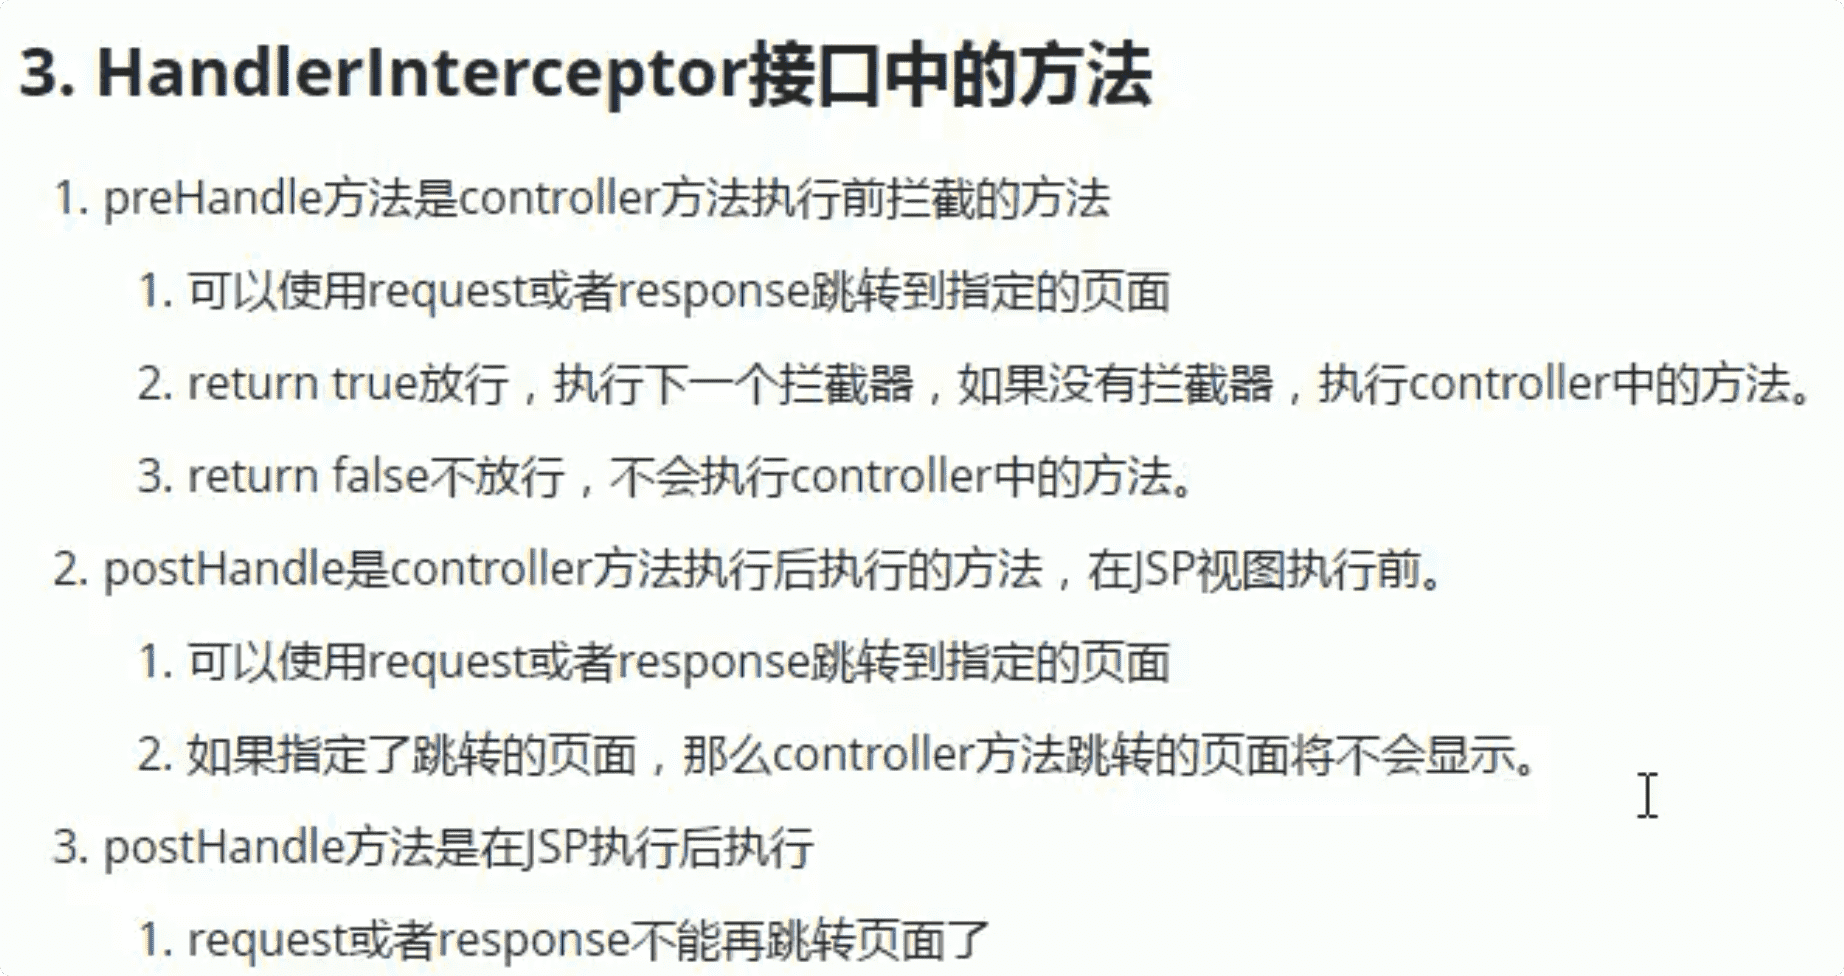 3. HandlerInterceptor接口中的方法
1. preHandle方法是controller方法执行前拦截的方法
1. 可以使用request或者response跳转到指定的页面
2. return true放行，执行下一个拦截器，如果没有拦截器，执行controller中的方法。
3. return false不放行，不会执行controller中的方法。
2. postHandle是controller方法执行后执行的方法，在JSP视图执行前。
1. 可以使用request或者response跳转到指定的页面
2. 如果指定了跳转的页面，那么controller方法跳转的页面将不会显示。
3. postHandle方法是在JSP执行后执行
1. request或者response不能再跳转页面了